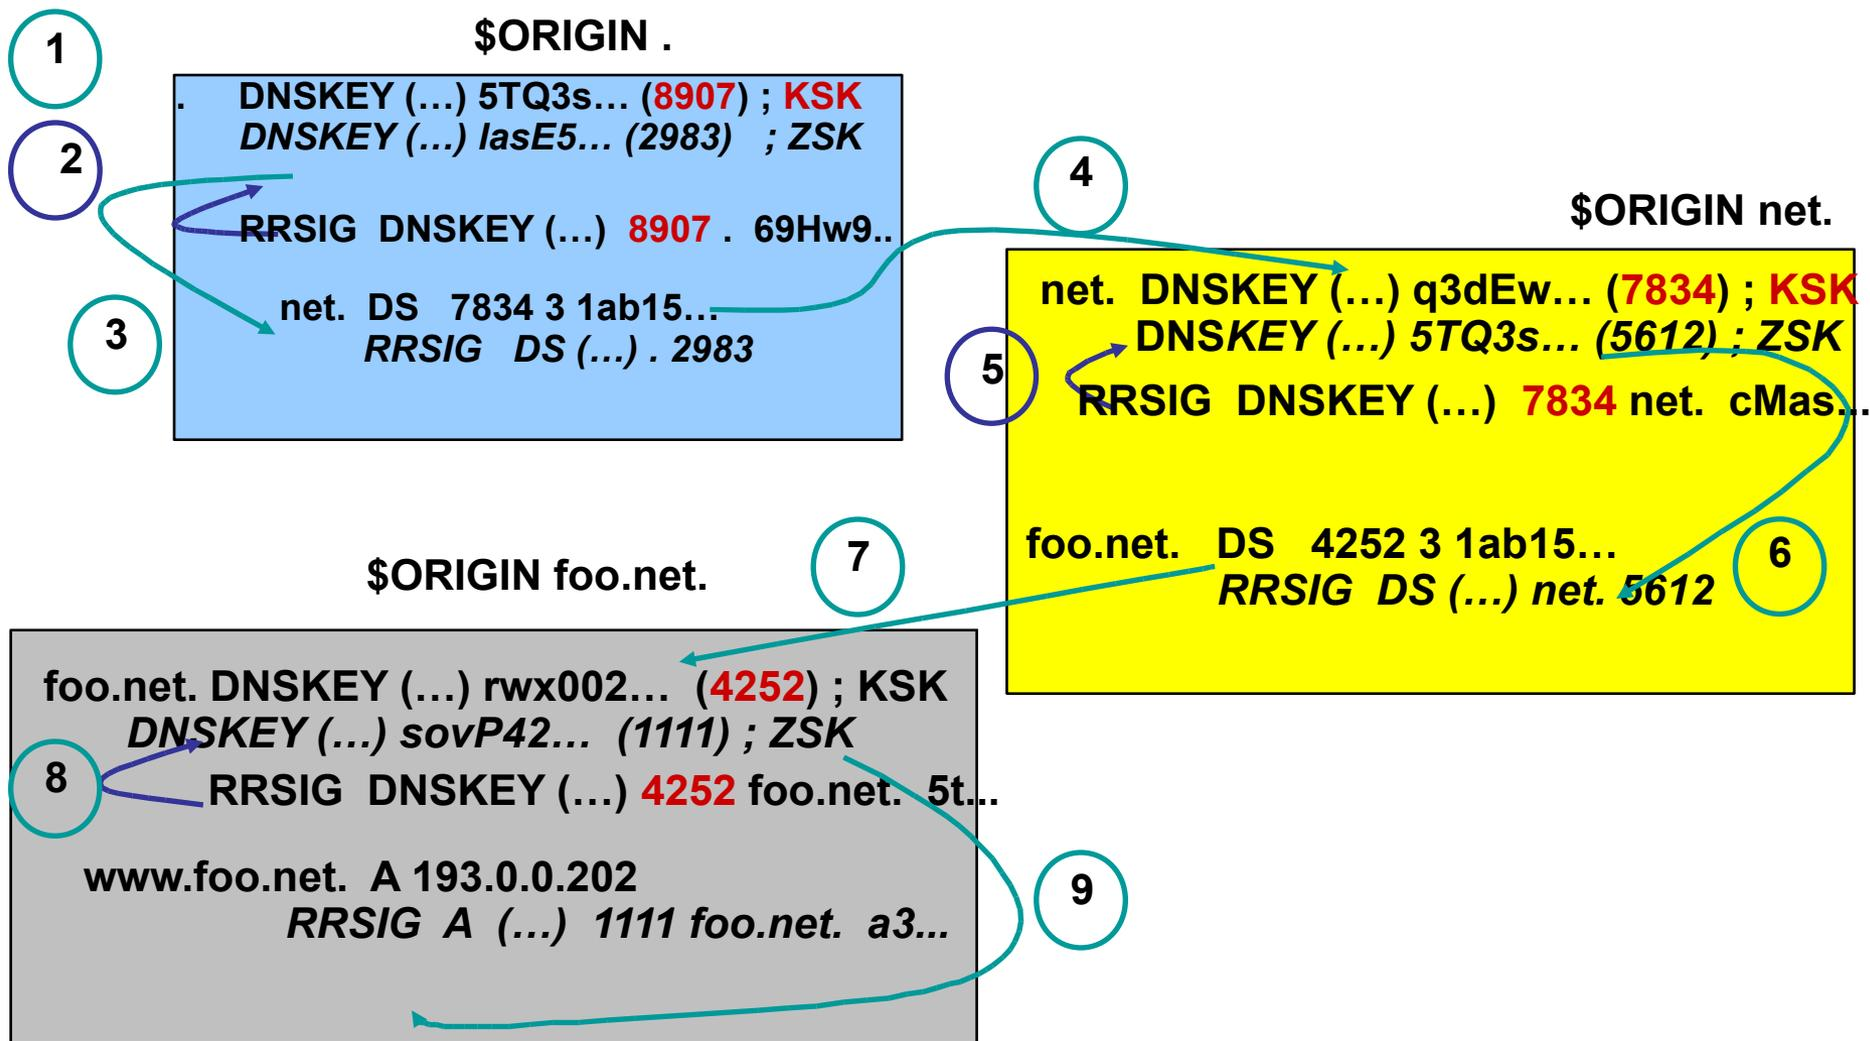 1
$ORIGIN .
. DNSKEY (…) 5TQ3s… (8907) ; KSK
DNSKEY (…) lasE5… (2983) ; ZSK
2
RRSIG DNSKEY (…) 8907 . 69Hw9..
net. DS 7834 3 1ab15…
RRSIG DS (…) . 2983
3
4
$ORIGIN net.
net. DNSKEY (…) q3dEw… (7834) ; KSK
DNSKEY (…) 5TQ3s… (5612) ; ZSK
5
RRSIG DNSKEY (…) 7834 net. cMas...
foo.net. DS 4252 3 1ab15…
RRSIG DS (…) net. 5612
6
7
$ORIGIN foo.net.
foo.net. DNSKEY (…) rwx002… (4252) ; KSK
DNSKEY (…) sovP42… (1111) ; ZSK
8
RRSIG DNSKEY (…) 4252 foo.net. 5t...
www.foo.net. A 193.0.0.202
RRSIG A (…) 1111 foo.net. a3...
9